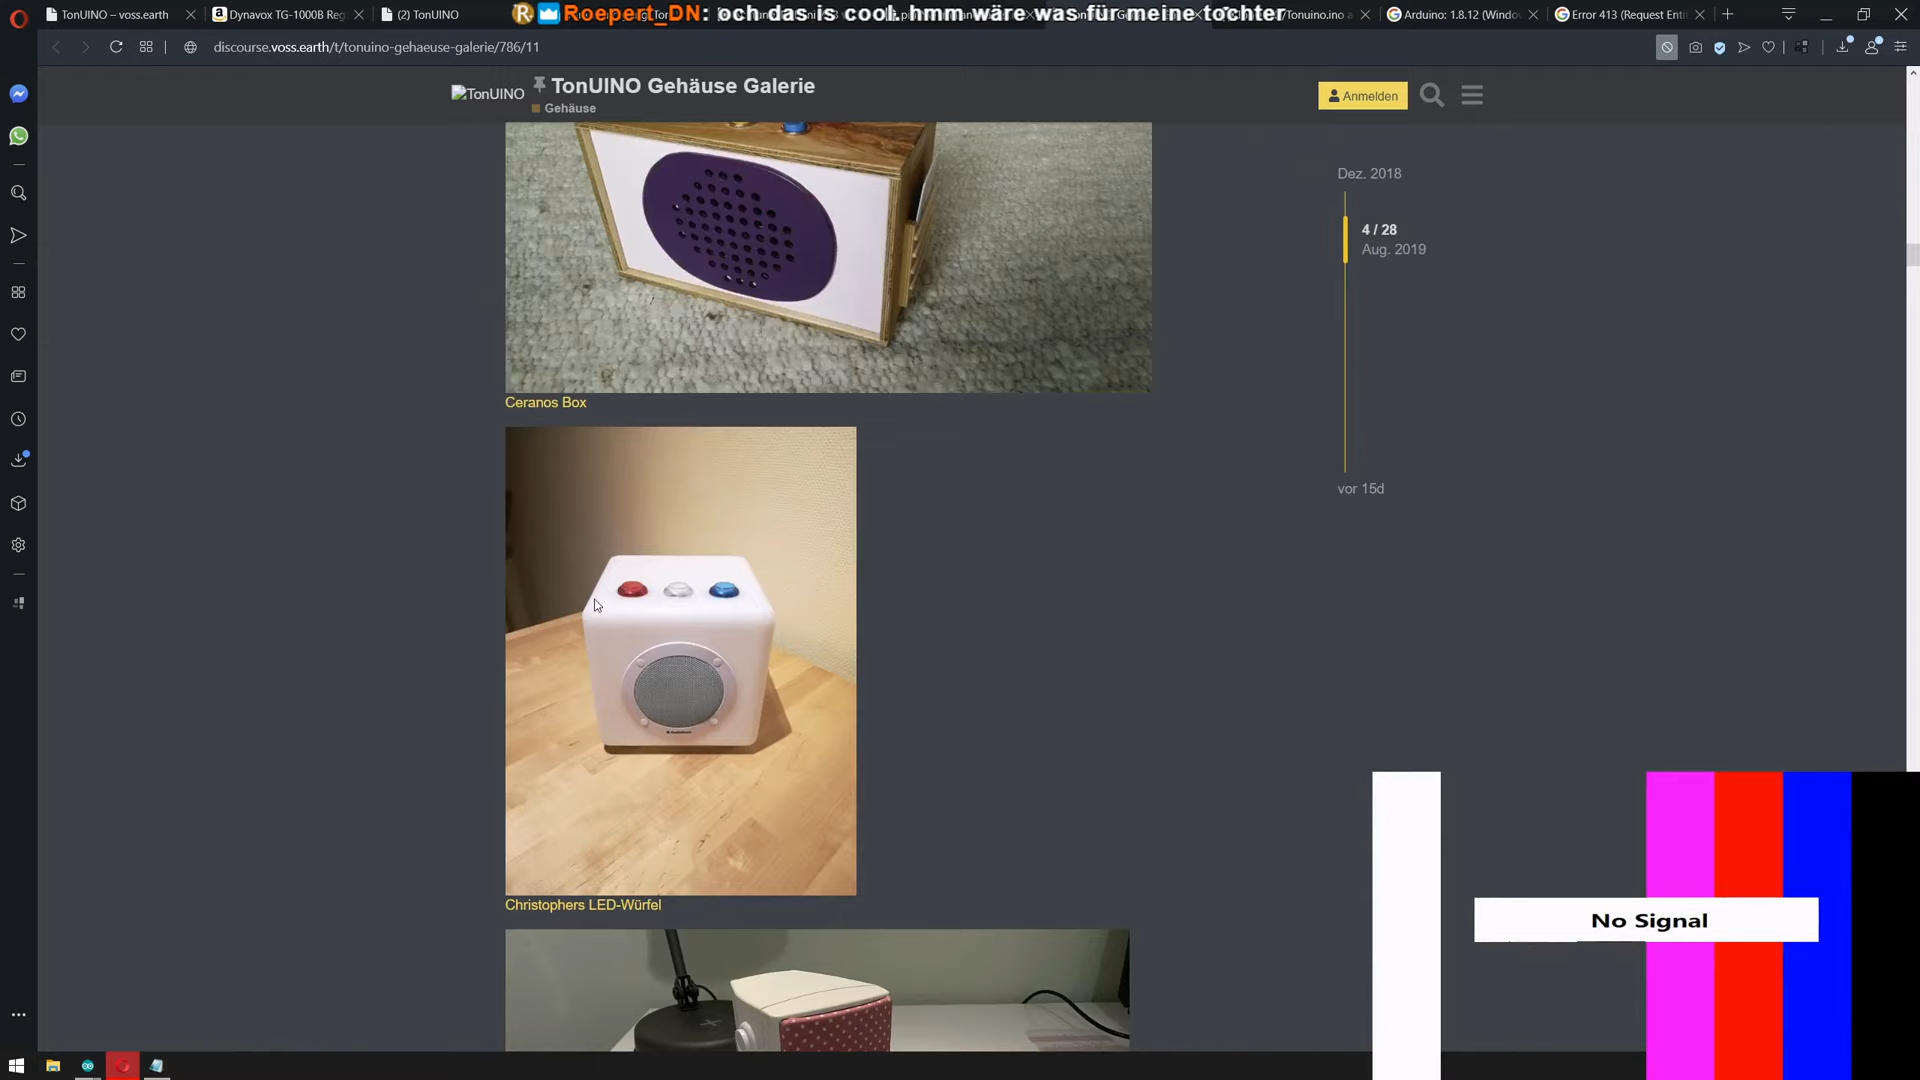 TonUINO – voss.earth
Dynavox TG-1000B Reg
(2) TonUINO
Roepert_DN: och das is cool. hmm wäre was für meine tochter
Tonuino.ino a
Arduino: 1.8.12 (Windo
Error 413 (Request Enti
discourse.voss.earth/t/tonuino-gehaeuse-galerie/786/11
TonUINO
TonUINO Gehäuse Galerie
Gehäuse
Anmelden
Dez. 2018
4 / 28
Aug. 2019
vor 15d
Ceranos Box
Christophers LED-Würfel
No Signal